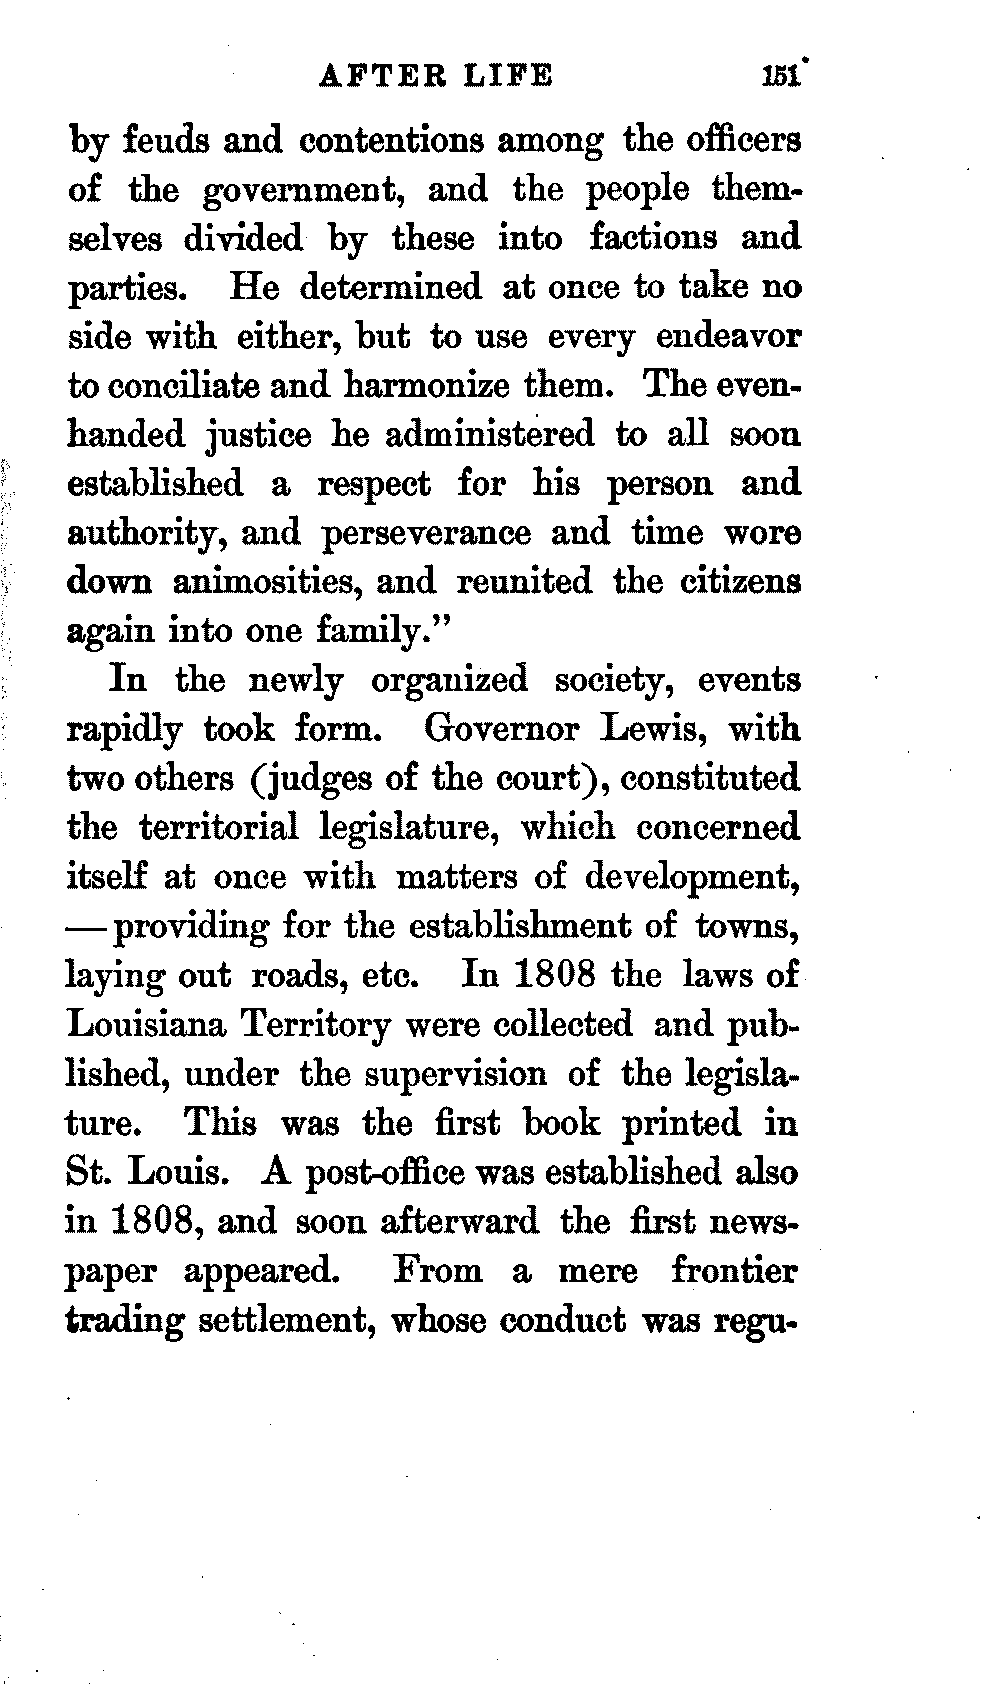 AFTER LIFE 151
by feuds and contentions among the officers
of the government, and the people them-
selves divided by these into factions and
parties. He determined at once to take no
side with either, but to use every endeavor
to conciliate and harmonize them. The even-
handed justice he administered to all soon
established a respect for his person and
authority, and perseverance and time wore
down animosities, and reunited the citizens
again into one family."
In the newly organized society, events
rapidly took form. Governor Lewis, with
two others (judges of the court), constituted
the territorial legislature, which concerned
itself at once with matters of development,
—providing for the establishment of towns,
laying out roads, etc. In 1808 the laws of
Louisiana Territory were collected and pub-
lished, under the supervision of the legisla-
ture. This was the first book printed in
St. Louis. A post-office was established also
in 1808, and soon afterward the first news-
paper appeared. From a mere frontier
trading settlement, whose conduct was regu-